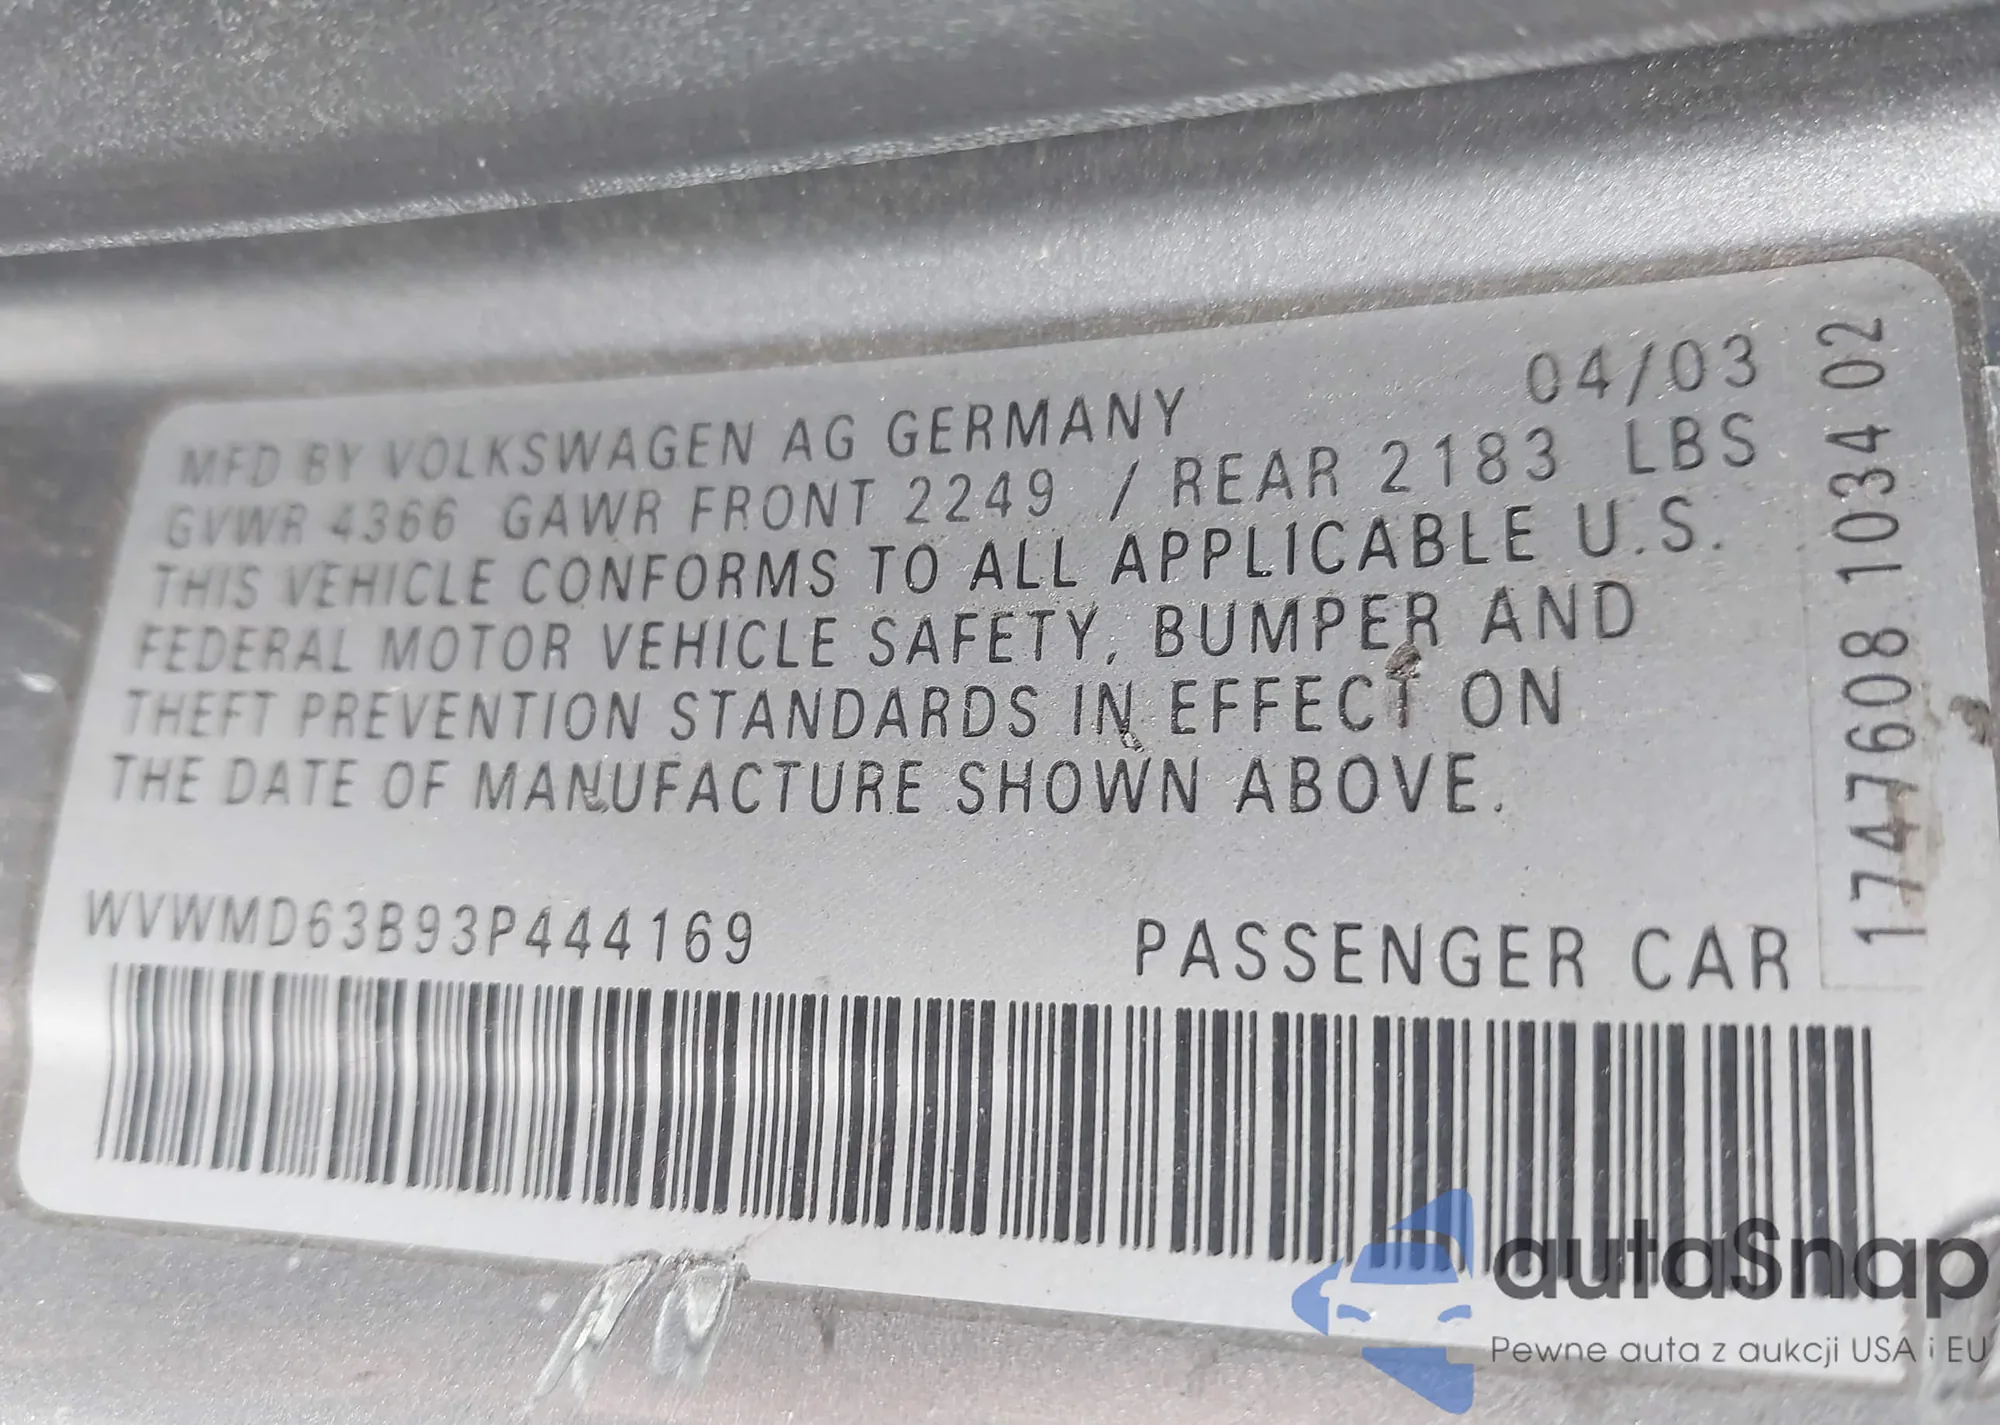 MFD BY VOLKSWAGEN AG GERMANY 04/03
GVWR 4366 GAWR FRONT 2249 / REAR 2183 LBS
THIS VEHICLE CONFORMS TO ALL APPLICABLE U.S.
FEDERAL MOTOR VEHICLE SAFETY, BUMPER AND
THEFT PREVENTION STANDARDS IN EFFECT ON
THE DATE OF MANUFACTURE SHOWN ABOVE.
WVWMD63B93P444169 PASSENGER CAR
1747608 1034 02
autaSnap
Pewne auta z aukcji USA i EU